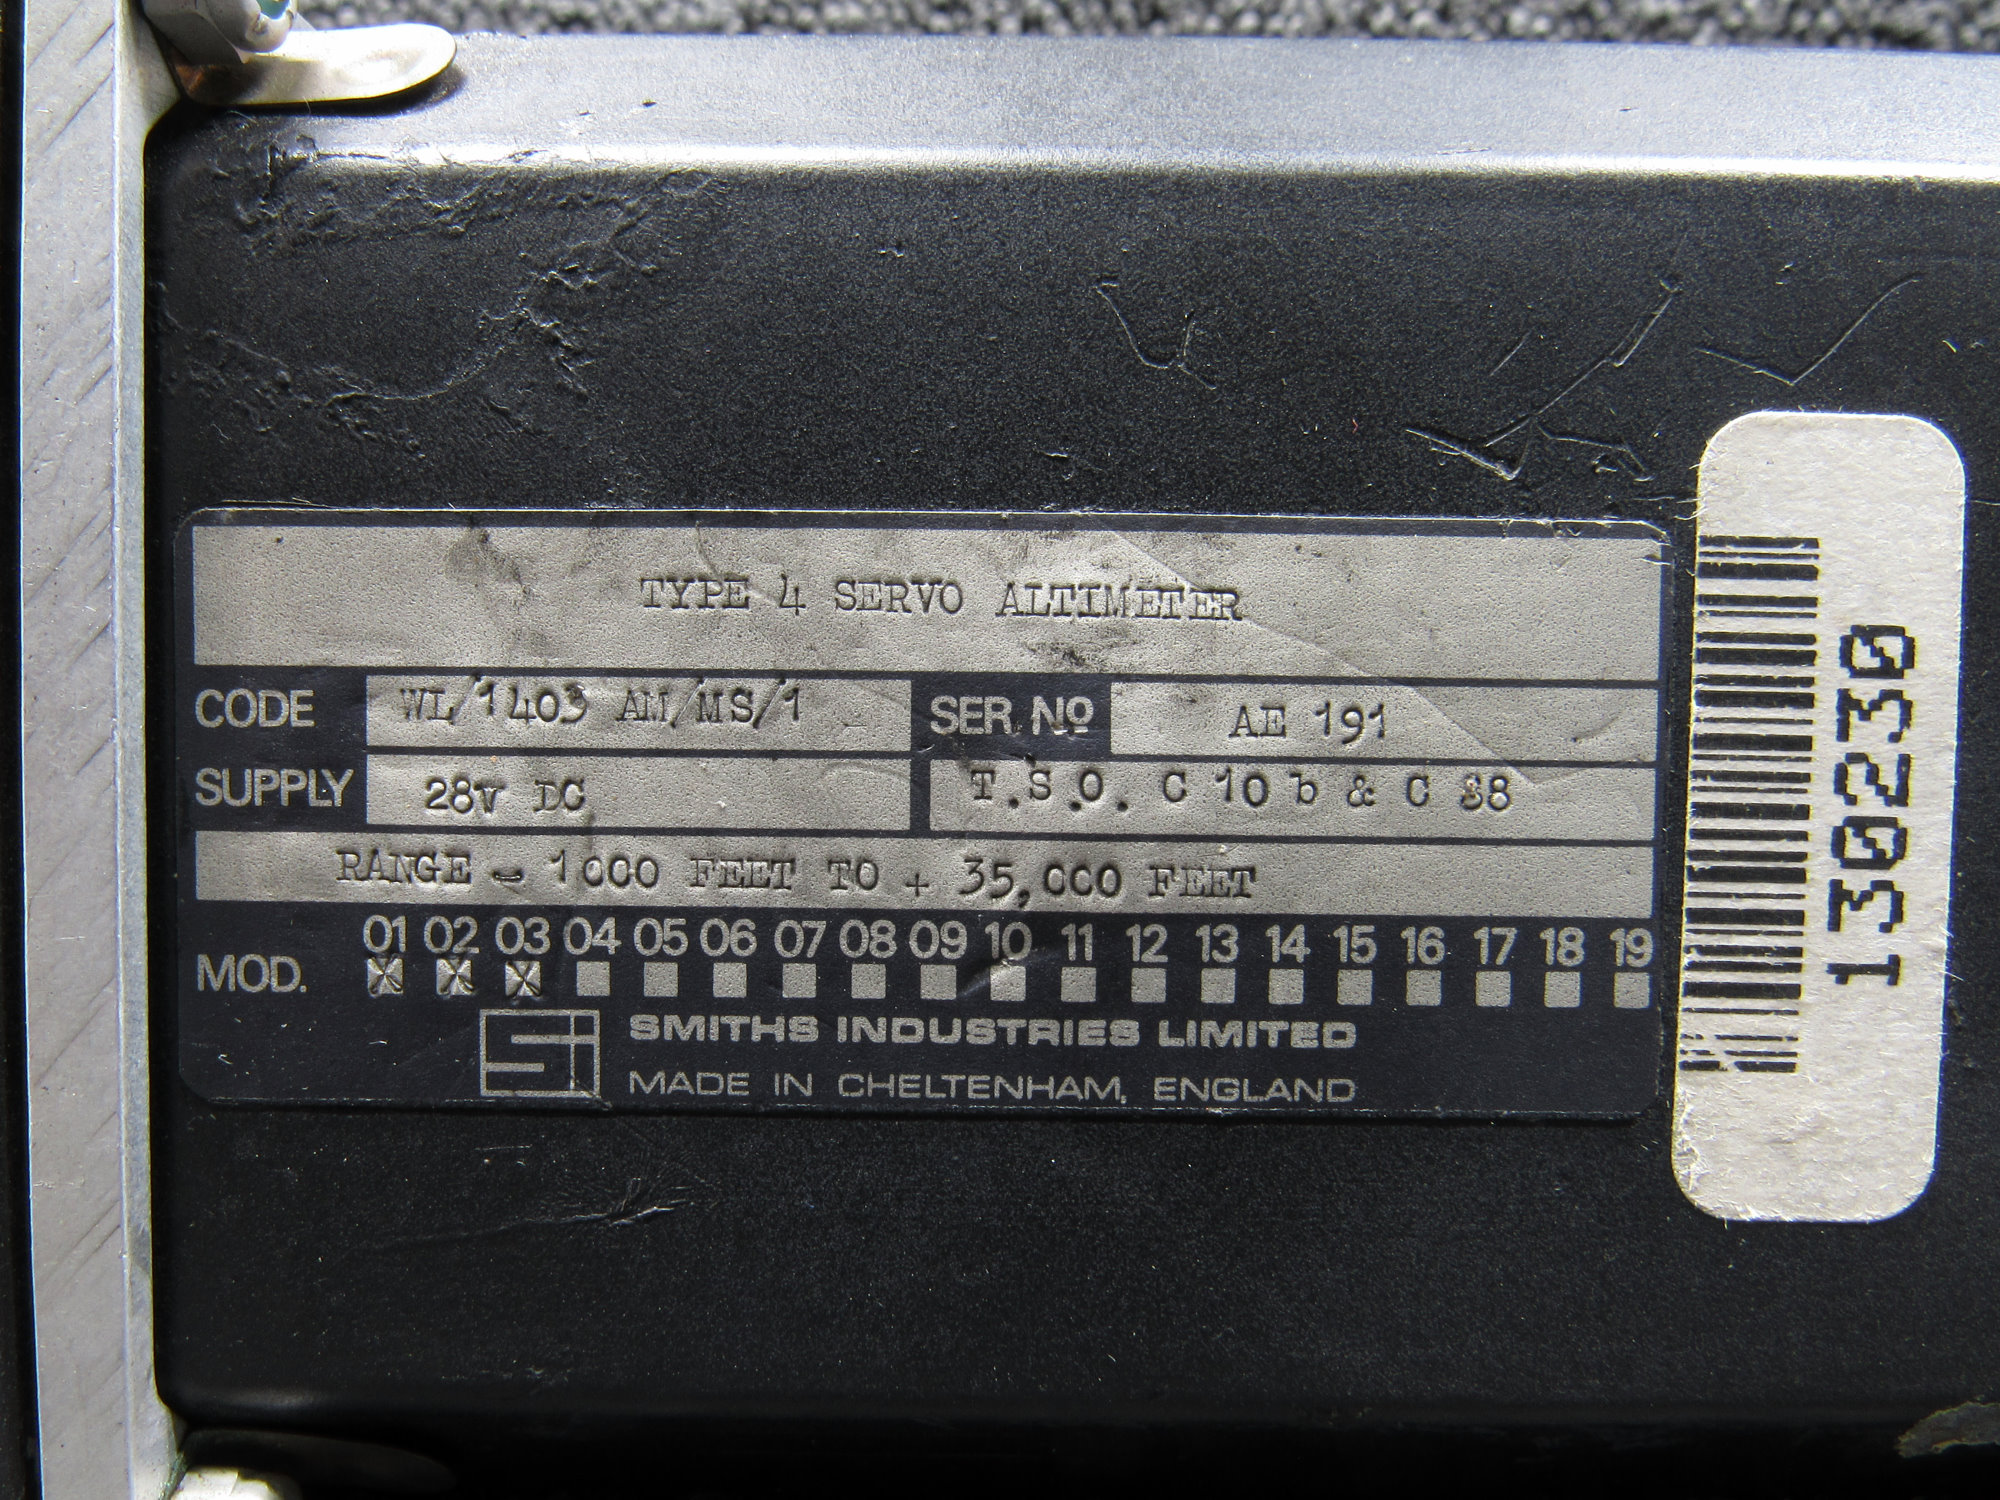 TYPE 4 SERVO ALTIMETER
CODE WL/1403 AM/MS/1 SER. Nº AE 191
SUPPLY 28V DC T.S.O. C 10 b & C 88
RANGE - 1000 FEET TO + 35,000 FEET
01 02 03 04 05 06 07 08 09 10 11 12 13 14 15 16 17 18 19
MOD.
Si SMITHS INDUSTRIES LIMITED
MADE IN CHELTENHAM, ENGLAND
130230